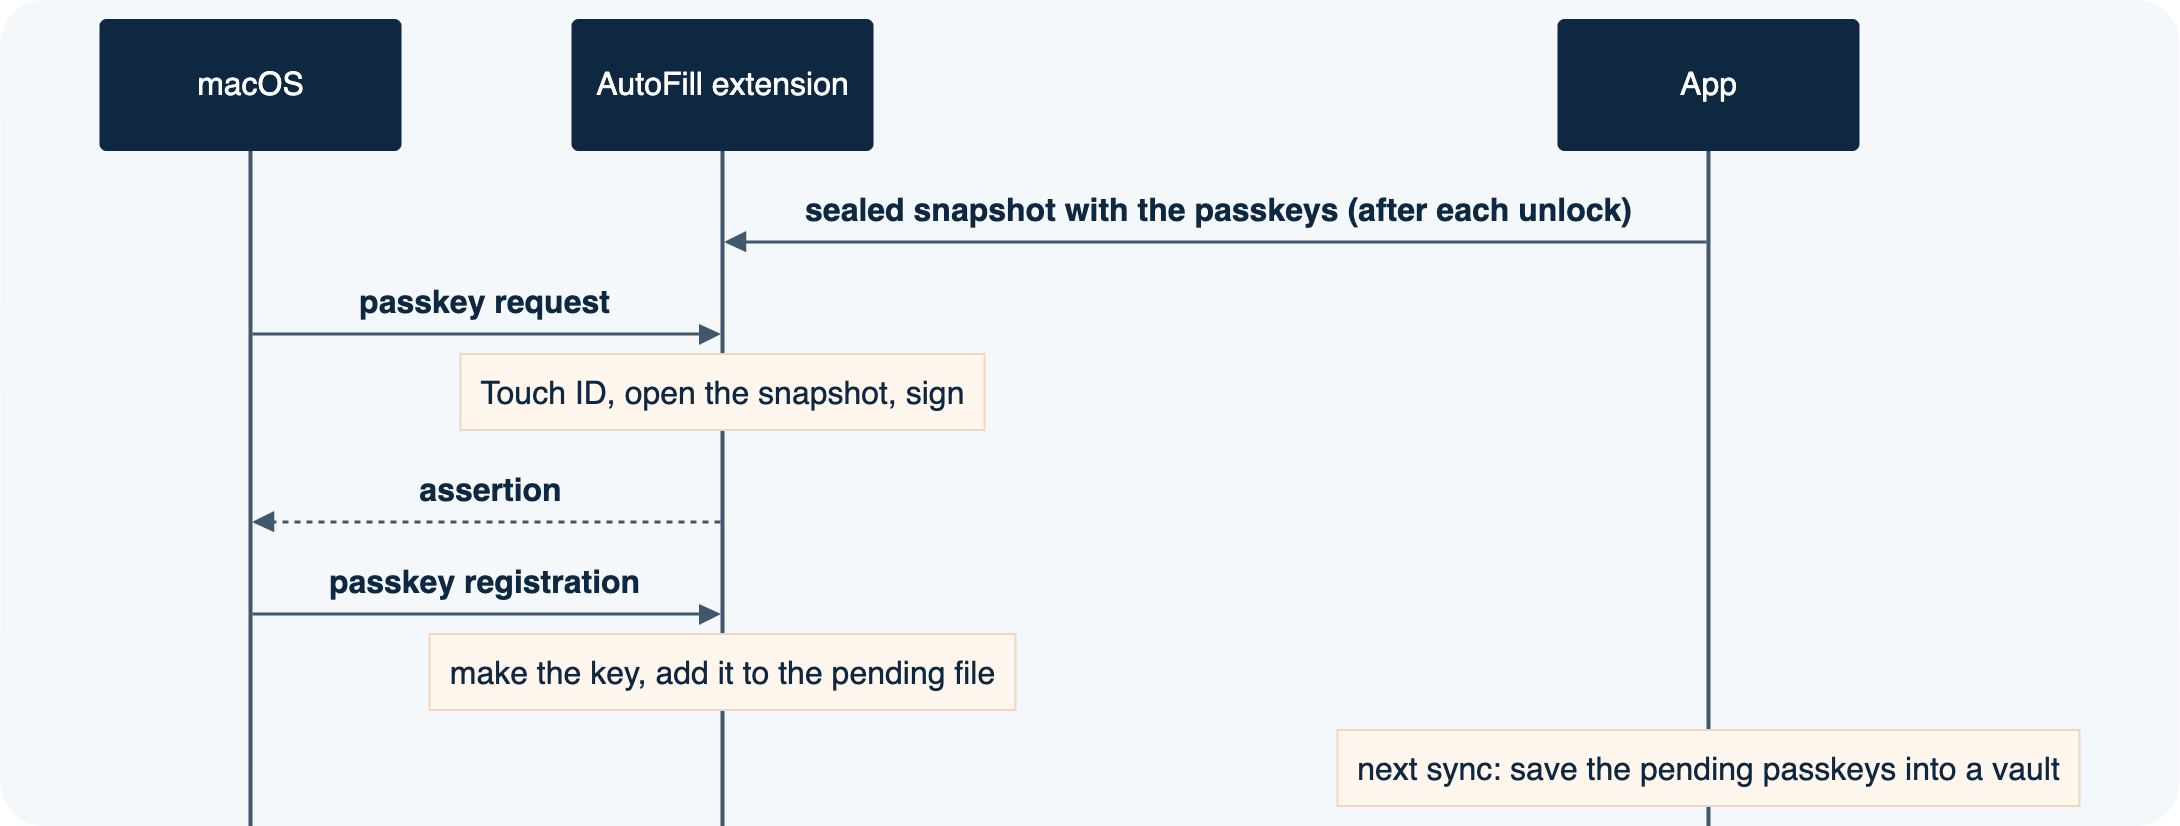 macOS
AutoFill extension
App
sealed snapshot with the passkeys (after each unlock)
passkey request
Touch ID, open the snapshot, sign
assertion
passkey registration
make the key, add it to the pending file
next sync: save the pending passkeys into a vault